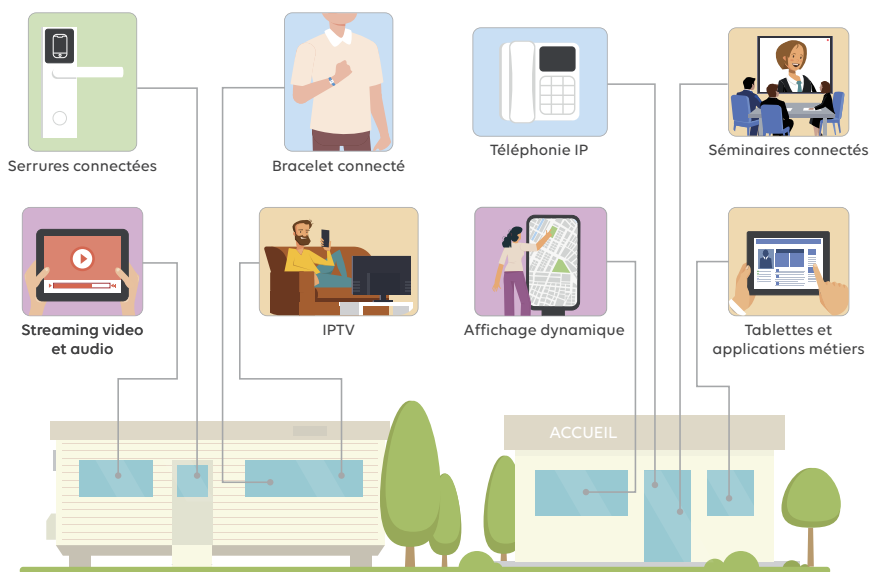 Serrures connectées
Bracelet connecté
Téléphonie IP
Séminaires connectés
Streaming video
et audio
IPTV
Affichage dynamique
Tablettes et
applications métiers
ACCUEIL